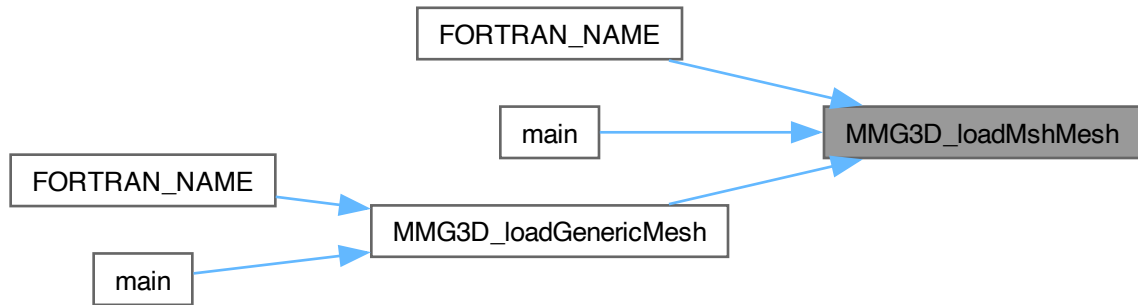 FORTRAN_NAME
main
MMG3D_loadMshMesh
FORTRAN_NAME
MMG3D_loadGenericMesh
main